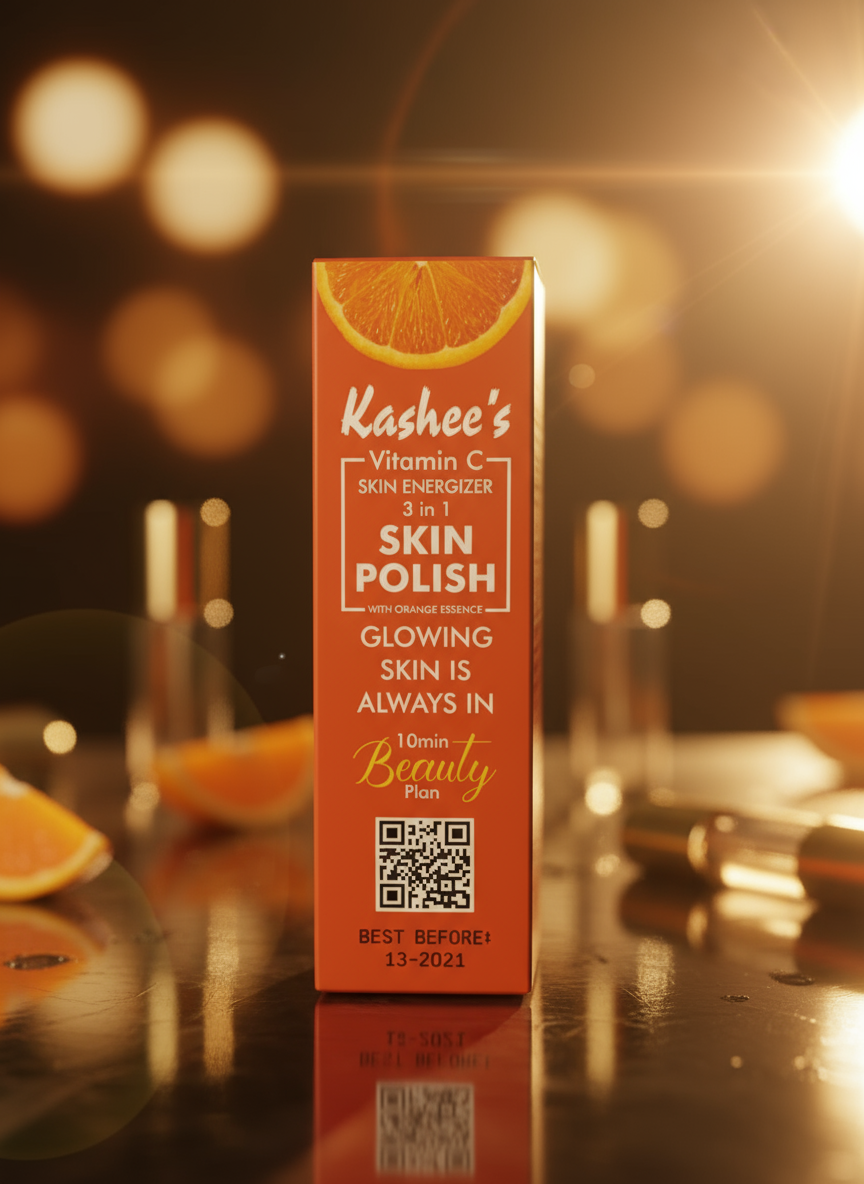 Kashee's
Vitamin C
SKIN ENERGIZER
3 in 1
SKIN
POLISH
WITH ORANGE ESSENCE
GLOWING
SKIN IS
ALWAYS IN
10min
Beauty
Plan
BEST BEFORE:
13-2021